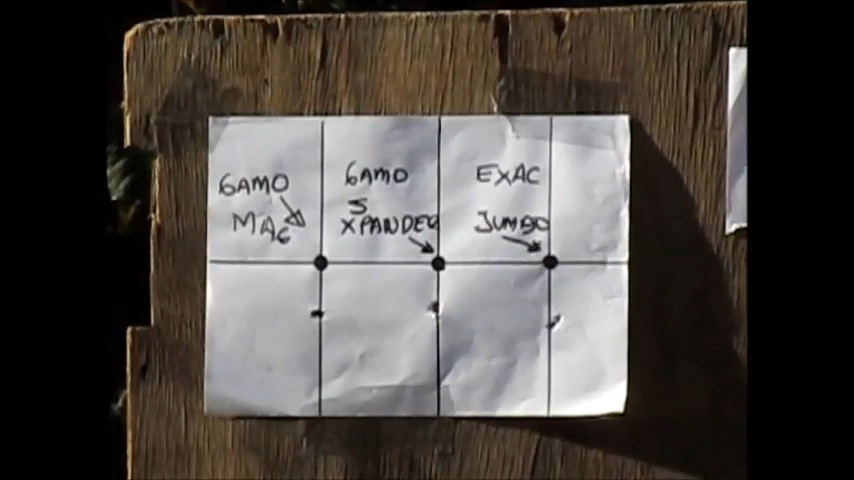 GAMO
MAG
GAMO
S
XPANDER
EXAC
JUMBO